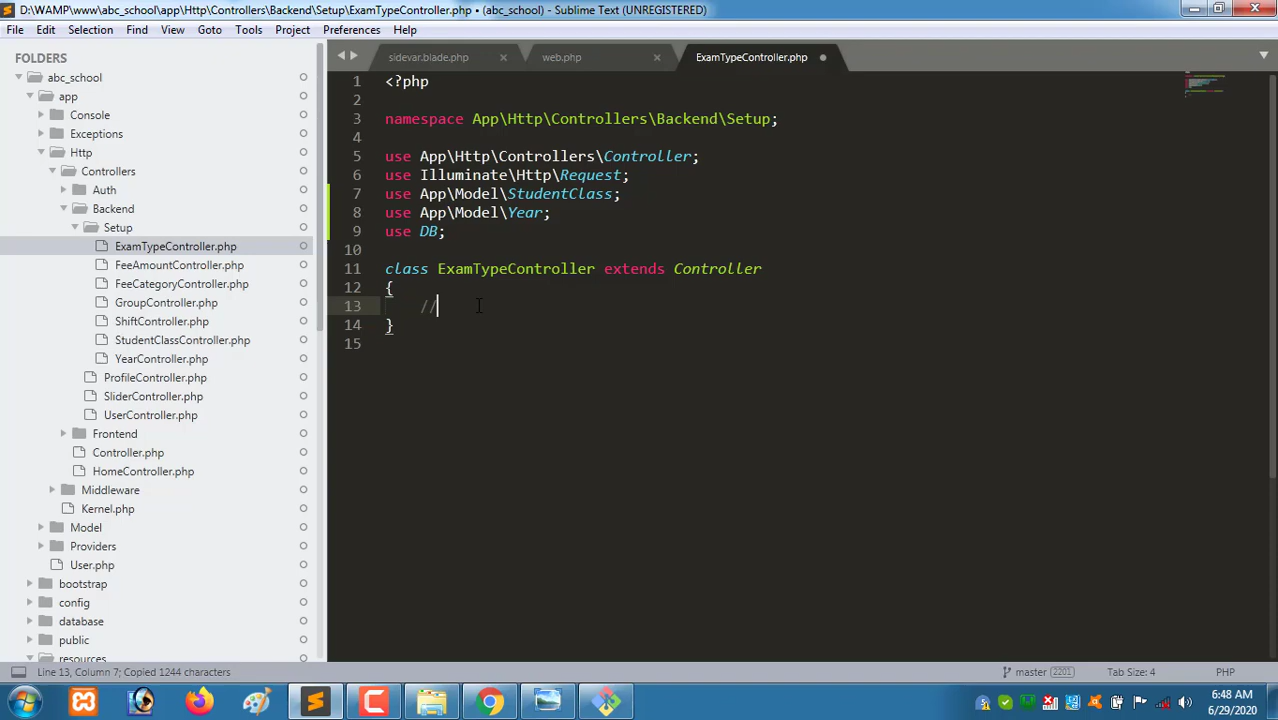 D:\WAMP\www\abc_school\app\Http\Controllers\Backend\Setup\ExamTypeController.php • (abc_school) - Sublime Text (UNREGISTERED)
File Edit Selection Find View Goto Tools Project Preferences Help
FOLDERS
abc_school
app
Console
Exceptions
Http
Controllers
Auth
Backend
Setup
ExamTypeController.php
FeeAmountController.php
FeeCategoryController.php
GroupController.php
ShiftController.php
StudentClassController.php
YearController.php
ProfileController.php
SliderController.php
UserController.php
Frontend
Controller.php
HomeController.php
Middleware
Kernel.php
Model
Providers
User.php
bootstrap
config
database
public
resources
sidevar.blade.php web.php ExamTypeController.php
1 <?php
2
3 namespace App\Http\Controllers\Backend\Setup;
4
5 use App\Http\Controllers\Controller;
6 use Illuminate\Http\Request;
7 use App\Model\StudentClass;
8 use App\Model\Year;
9 use DB;
10
11 class ExamTypeController extends Controller
12 {
13 //
14 }
15
Line 13, Column 7; Copied 1244 characters master 2201 Tab Size: 4 PHP
6:48 AM
6/29/2020